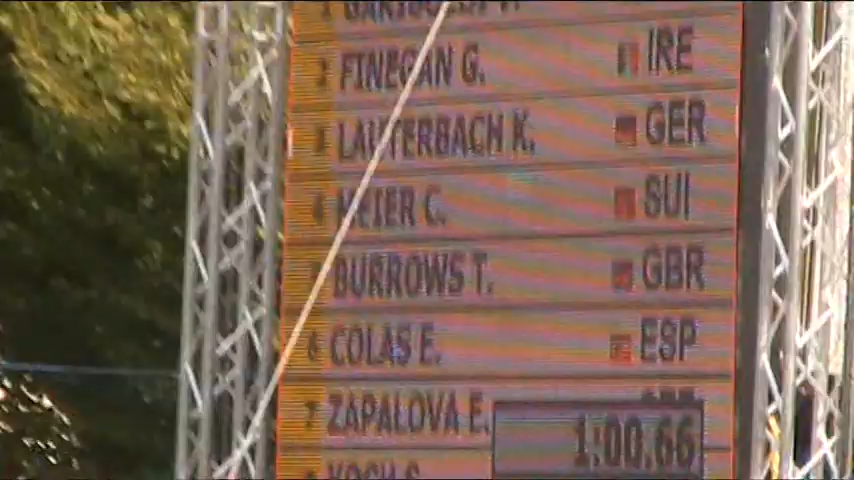 2 FINEGAN G. IRE
3 LAUTERBACH K. GER
4 MEIER C. SUI
5 BURROWS T. GBR
6 COLAS E. ESP
7 ZAPALOVA E.
1:00.66